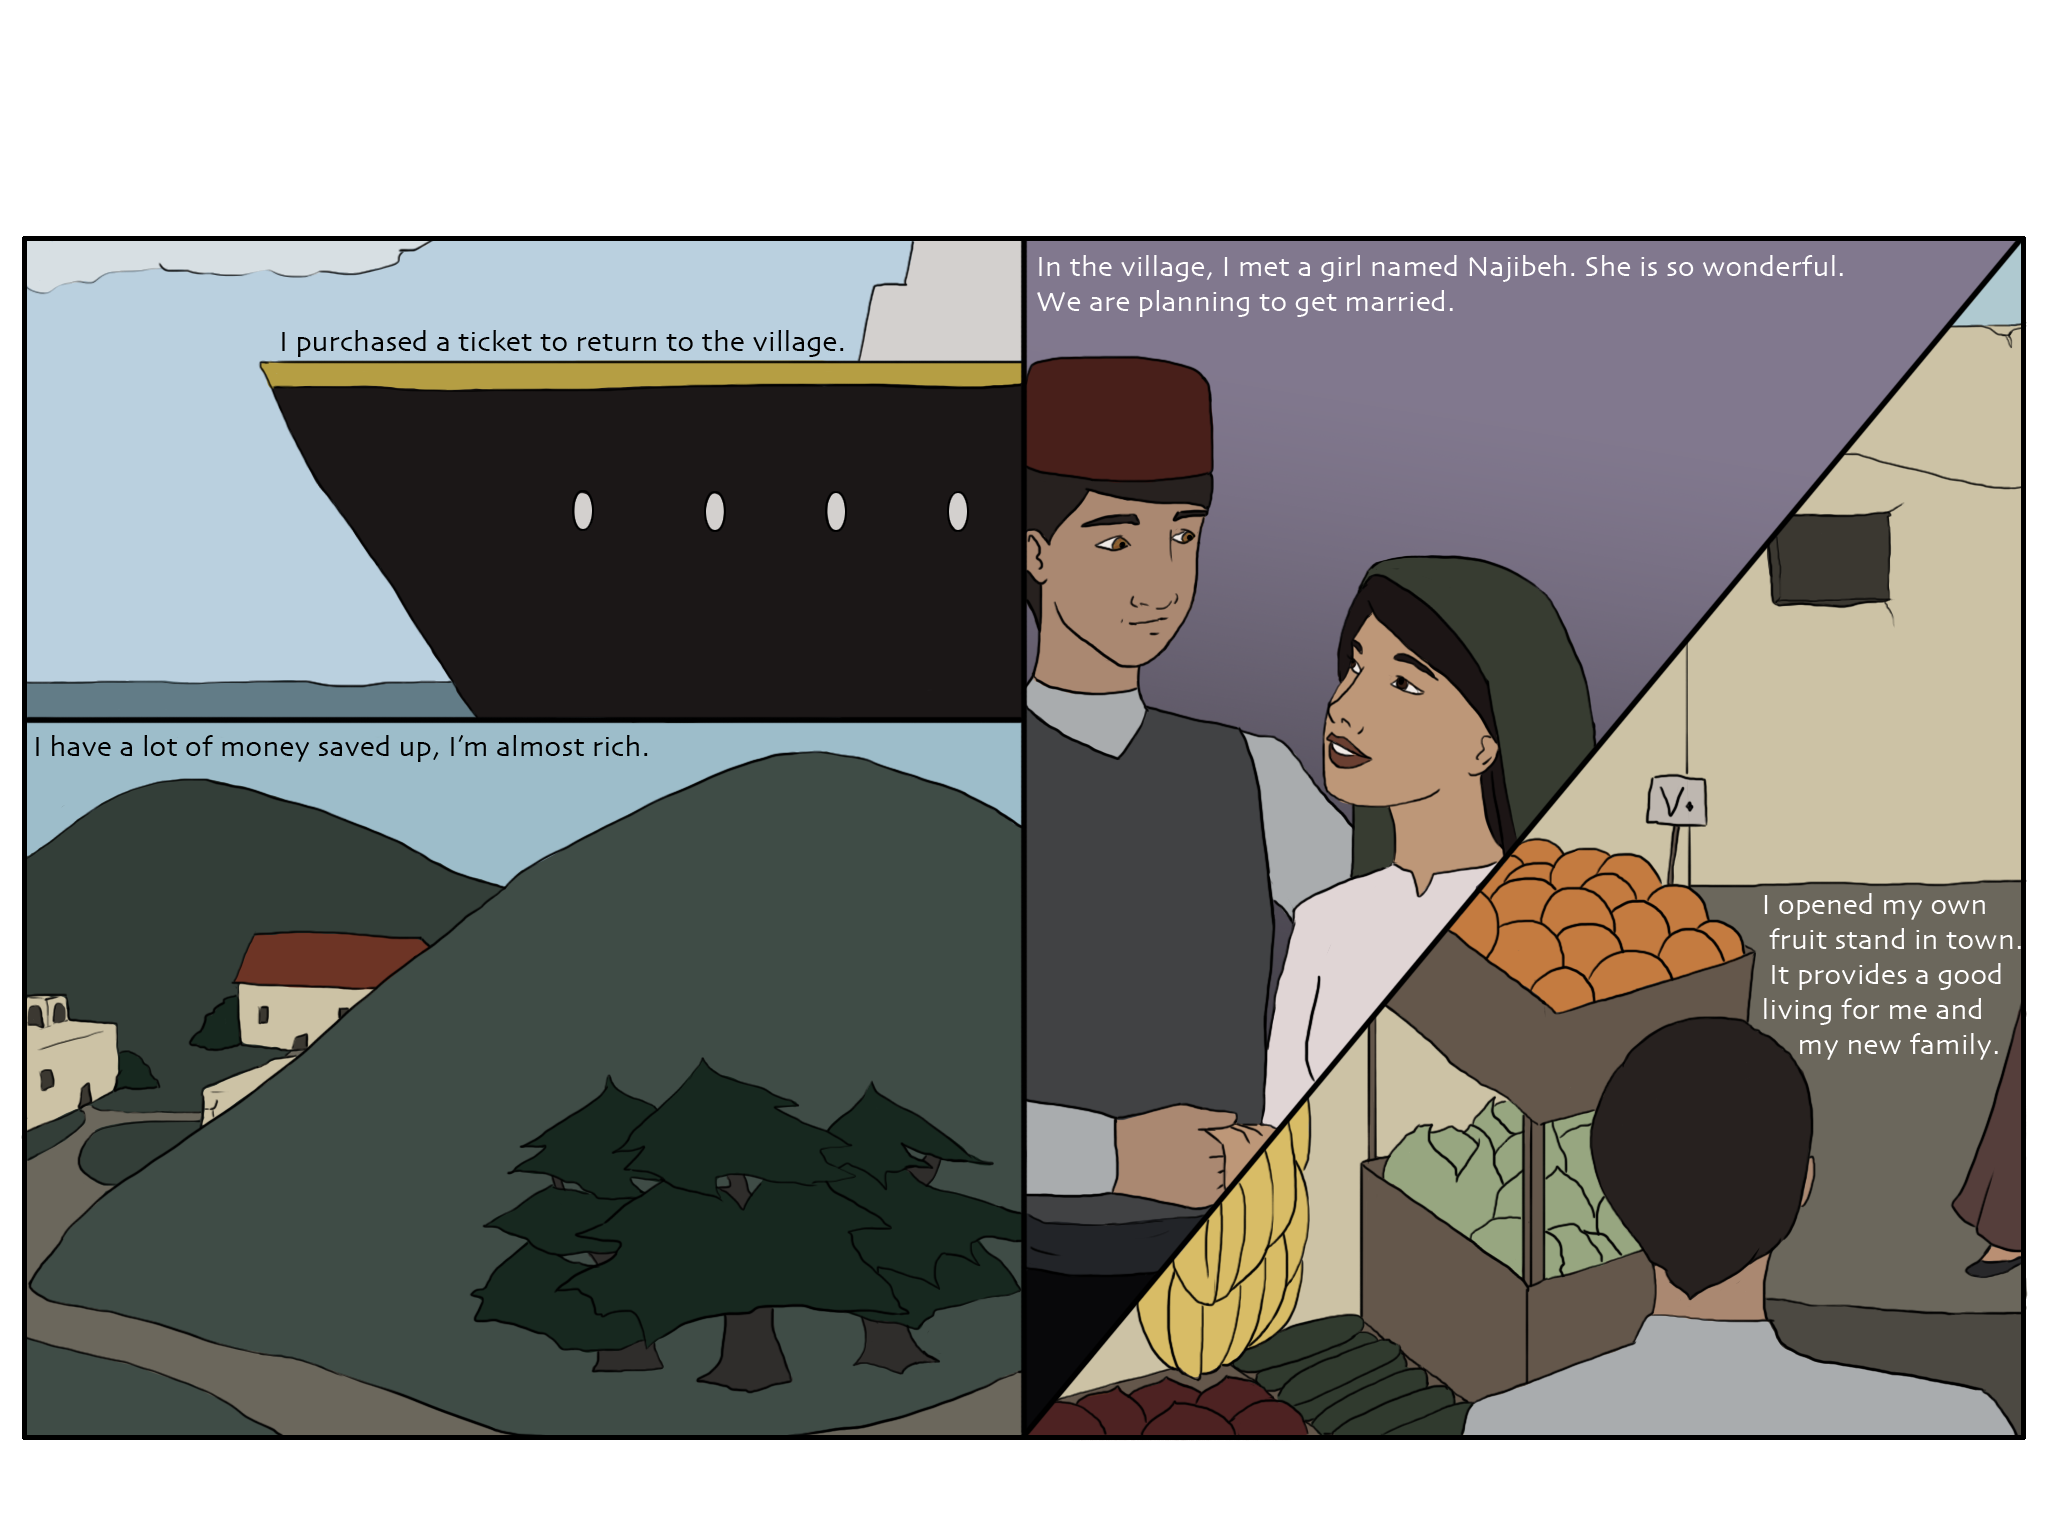 I purchased a ticket to return to the village.
I have a lot of money saved up, I'm almost rich.
In the village, I met a girl named Najibeh. She is so wonderful.
We are planning to get married.
V.
I opened my own
fruit stand in town.
It provides a good
living for me and
my new family.